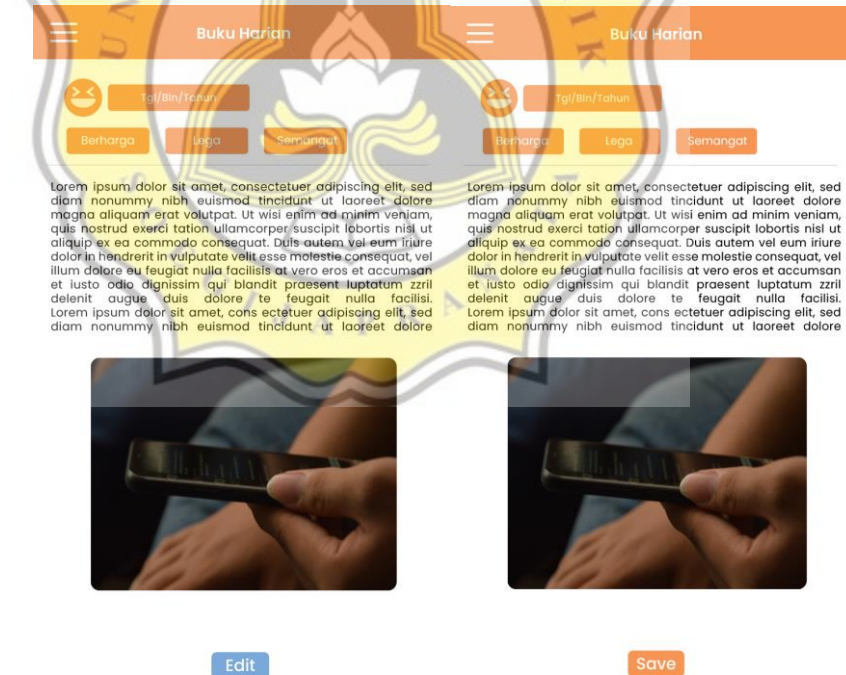 Buku Harian
Tgl/Bln/Tahun
Berharga Lega Semangat
Lorem ipsum dolor sit amet, consectetuer adipiscing elit, sed
diam nonummy nibh euismod tincidunt ut laoreet dolore
magna aliquam erat volutpat. Ut wisi enim ad minim veniam,
quis nostrud exerci tation ullamcorper suscipit lobortis nisl ut
aliquip ex ea commodo consequat. Duis autem vel eum iriure
dolor in hendrerit in vulputate velit esse molestie consequat, vel
illum dolore eu feugiat nulla facilisis at vero eros et accumsan
et iusto odio dignissim qui blandit praesent luptatum zzril
delenit augue duis dolore te feugait nulla facilisi.
Lorem ipsum dolor sit amet, cons ectetuer adipiscing elit, sed
diam nonummy nibh euismod tincidunt ut laoreet dolore
Edit
Buku Harian
Tgl/Bln/Tahun
Berharga Lega Semangat
Lorem ipsum dolor sit amet, consectetuer adipiscing elit, sed
diam nonummy nibh euismod tincidunt ut laoreet dolore
magna aliquam erat volutpat. Ut wisi enim ad minim veniam,
quis nostrud exerci tation ullamcorper suscipit lobortis nisl ut
aliquip ex ea commodo consequat. Duis autem vel eum iriure
dolor in hendrerit in vulputate velit esse molestie consequat, vel
illum dolore eu feugiat nulla facilisis at vero eros et accumsan
et iusto odio dignissim qui blandit praesent luptatum zzril
delenit augue duis dolore te feugait nulla facilisi.
Lorem ipsum dolor sit amet, cons ectetuer adipiscing elit, sed
diam nonummy nibh euismod tincidunt ut laoreet dolore
Save